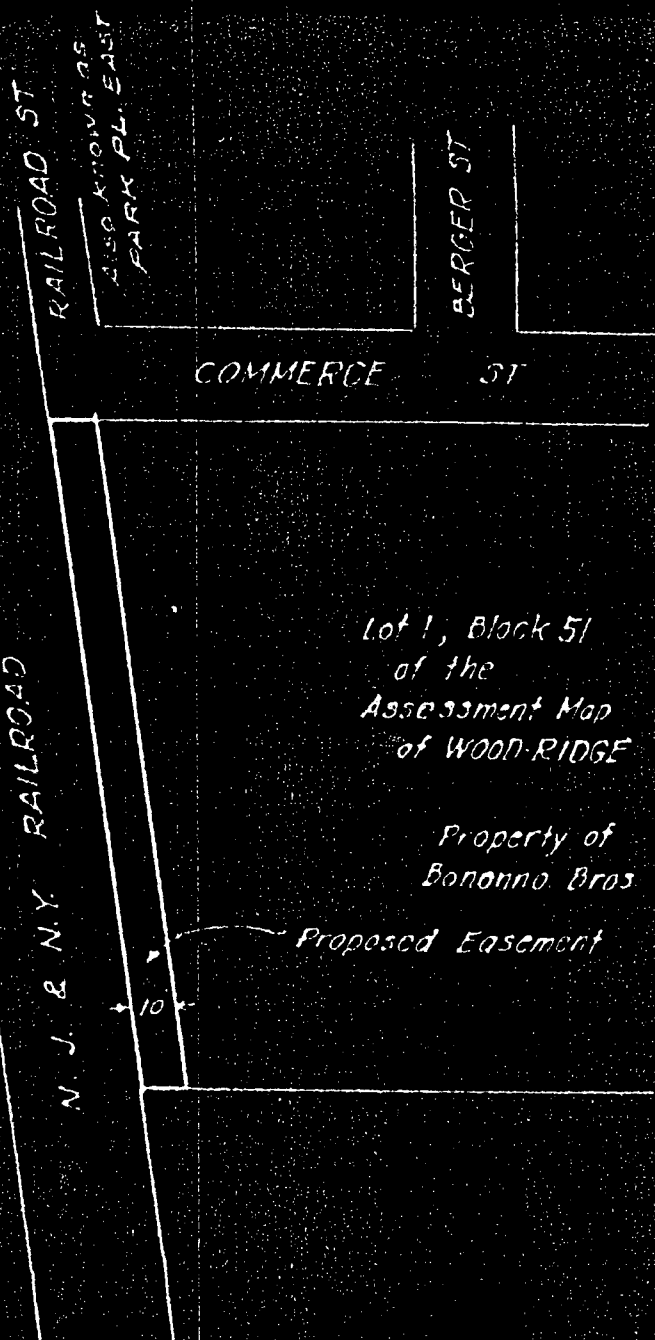 RAILROAD ST
ALSO KNOWN AS
PARK PL. EAST
BERGER ST
COMMERCE ST
Lot 1, Block 51
of the
Assessment Map
of WOOD-RIDGE
Property of
Bonanno Bros
Proposed Easement
10
N. J. & N.Y. RAILROAD